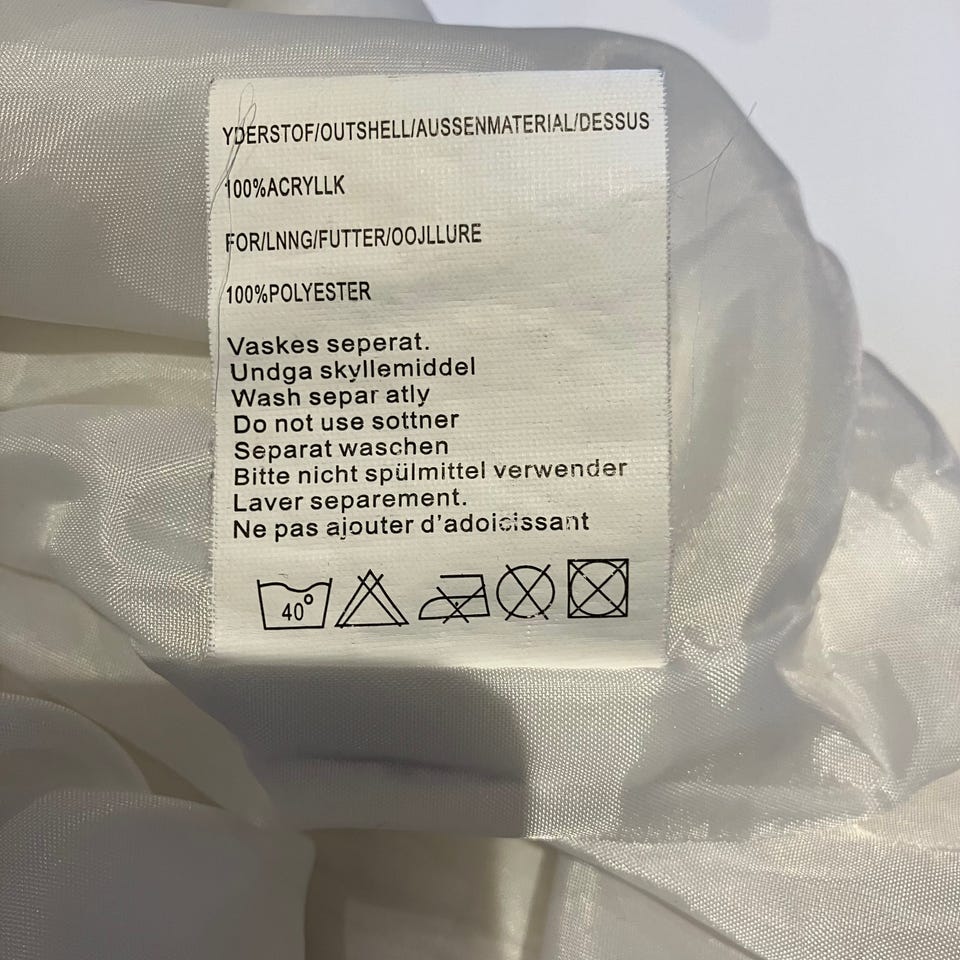 YDERSTOF/OUTSHELL/AUSSENMATERIAL/DESSUS
100%ACRYLLK
FOR/LNNG/FUTTER/OOJLLURE
100%POLYESTER
Vaskes seperat.
Undga skyllemiddel
Wash separ atly
Do not use sottner
Separat waschen
Bitte nicht spülmittel verwender
Laver separement.
Ne pas ajouter d'adoicissant
40°